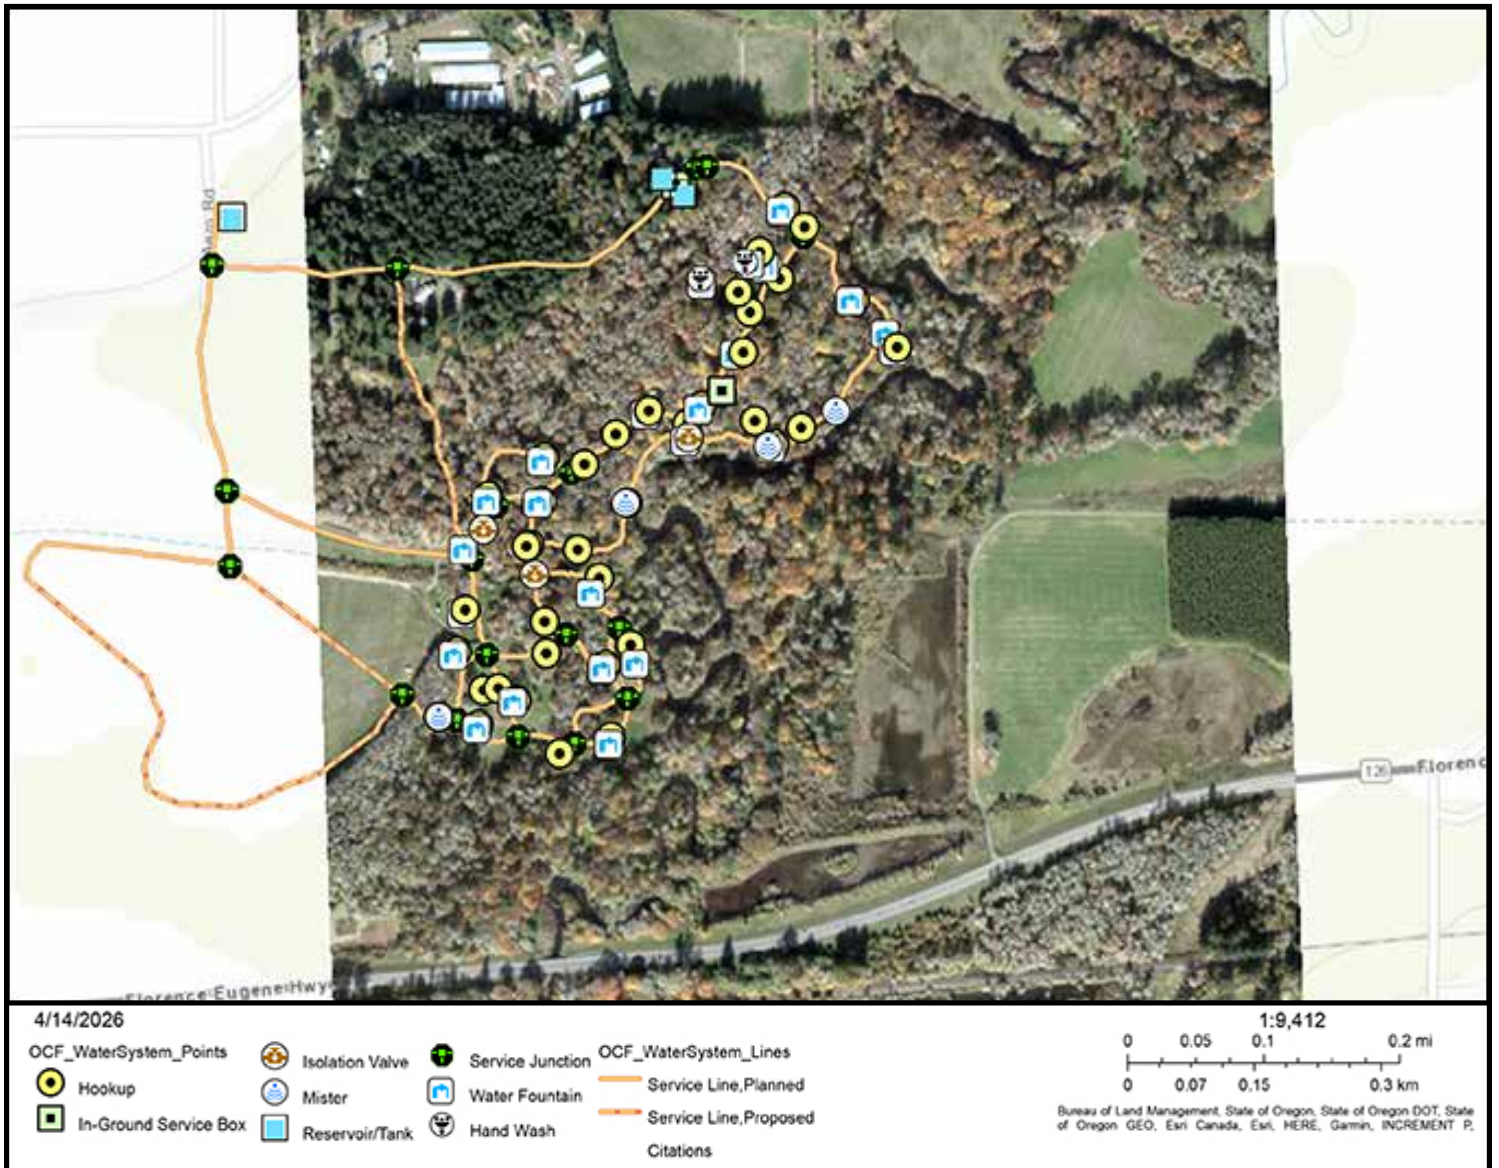 Rd
126
Florenc
Florence Eugene Hwy
4/14/2026
1:9,412
OCF_WaterSystem_Points
Hookup
In-Ground Service Box
Isolation Valve
Mister
Reservoir/Tank
Service Junction
Water Fountain
Hand Wash
OCF_WaterSystem_Lines
Service Line,Planned
Service Line,Proposed
Citations
0 0.05 0.1 0.2 mi
0 0.07 0.15 0.3 km
Bureau of Land Management, State of Oregon, State of Oregon DOT, State
of Oregon GEO, Esri Canada, Esri, HERE, Garmin, INCREMENT P,